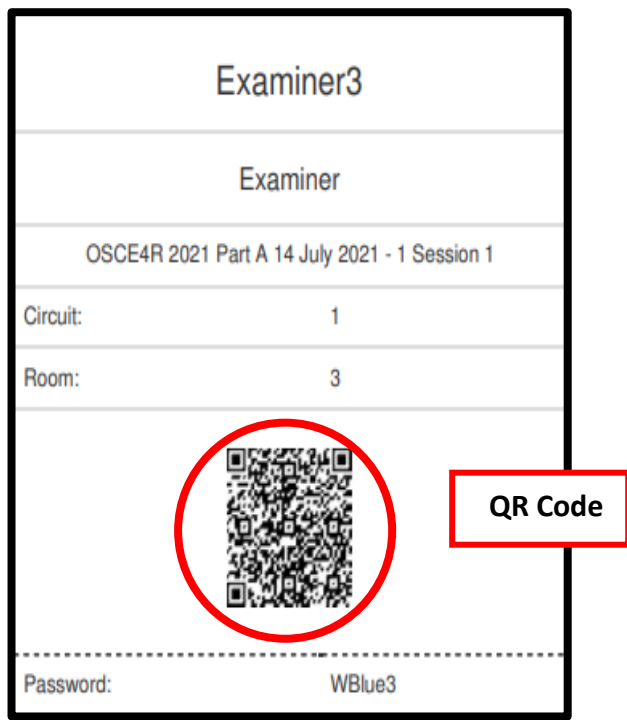 Examiner3
Examiner
OSCE4R 2021 Part A 14 July 2021 - 1 Session 1
Circuit: 1
Room: 3
QR Code
Password: WBlue3